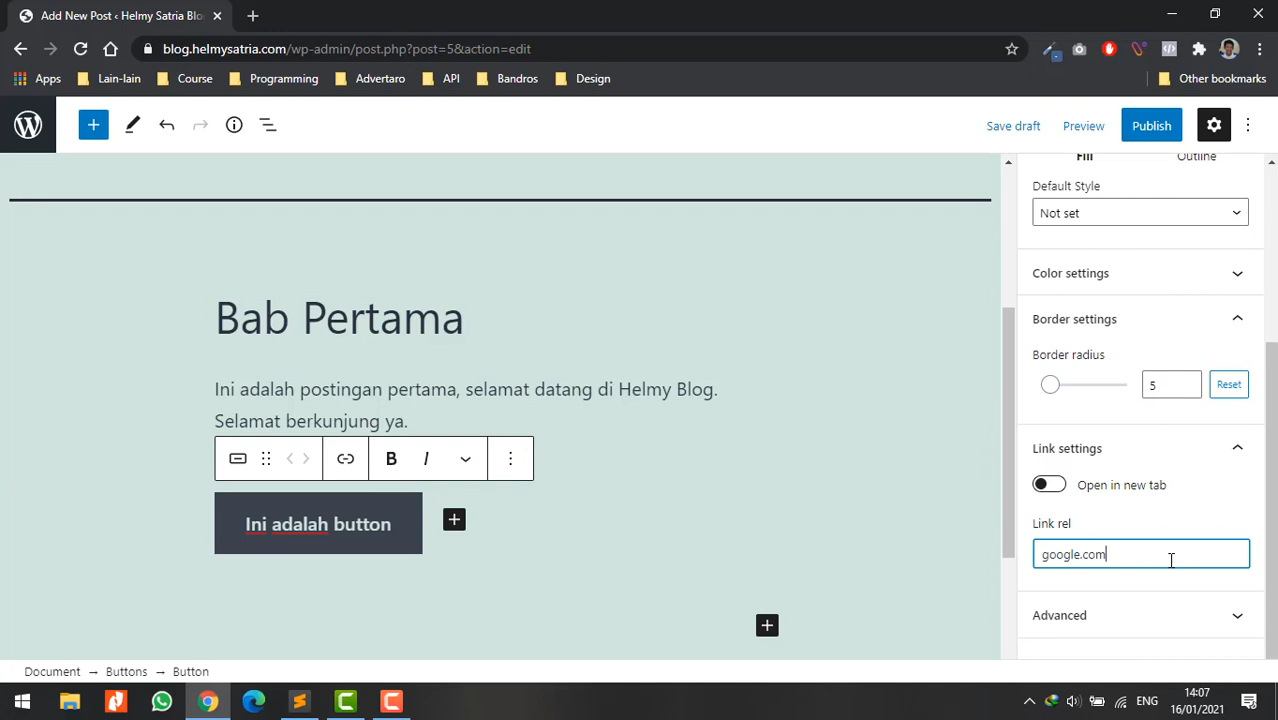 Add New Post ‹ Helmy Satria Blo
blog.helmysatria.com/wp-admin/post.php?post=5&action=edit
Apps Lain-lain Course Programming Advertaro API Bandros Design Other bookmarks
Save draft Preview Publish
Fill Outline
Default Style
Not set
Color settings
Border settings
Border radius
5 Reset
Link settings
Open in new tab
Link rel
google.com
Advanced
Bab Pertama
Ini adalah postingan pertama, selamat datang di Helmy Blog.
Selamat berkunjung ya.
B I
Ini adalah button
Document → Buttons → Button
ENG
14:07
16/01/2021